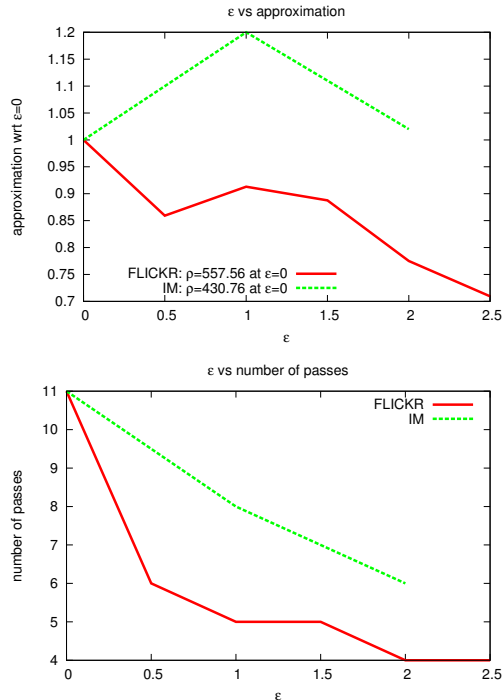 ε vs approximation
1.2
1.15
1.1
1.05
1
0.95
0.9
0.85
0.8
0.75
0.7
approximation wrt ε=0
FLICKR: ρ=557.56 at ε=0
IM: ρ=430.76 at ε=0
0 0.5 1 1.5 2 2.5
ε
ε vs number of passes
11
10
9
8
7
6
5
4
number of passes
FLICKR
IM
0 0.5 1 1.5 2 2.5
ε